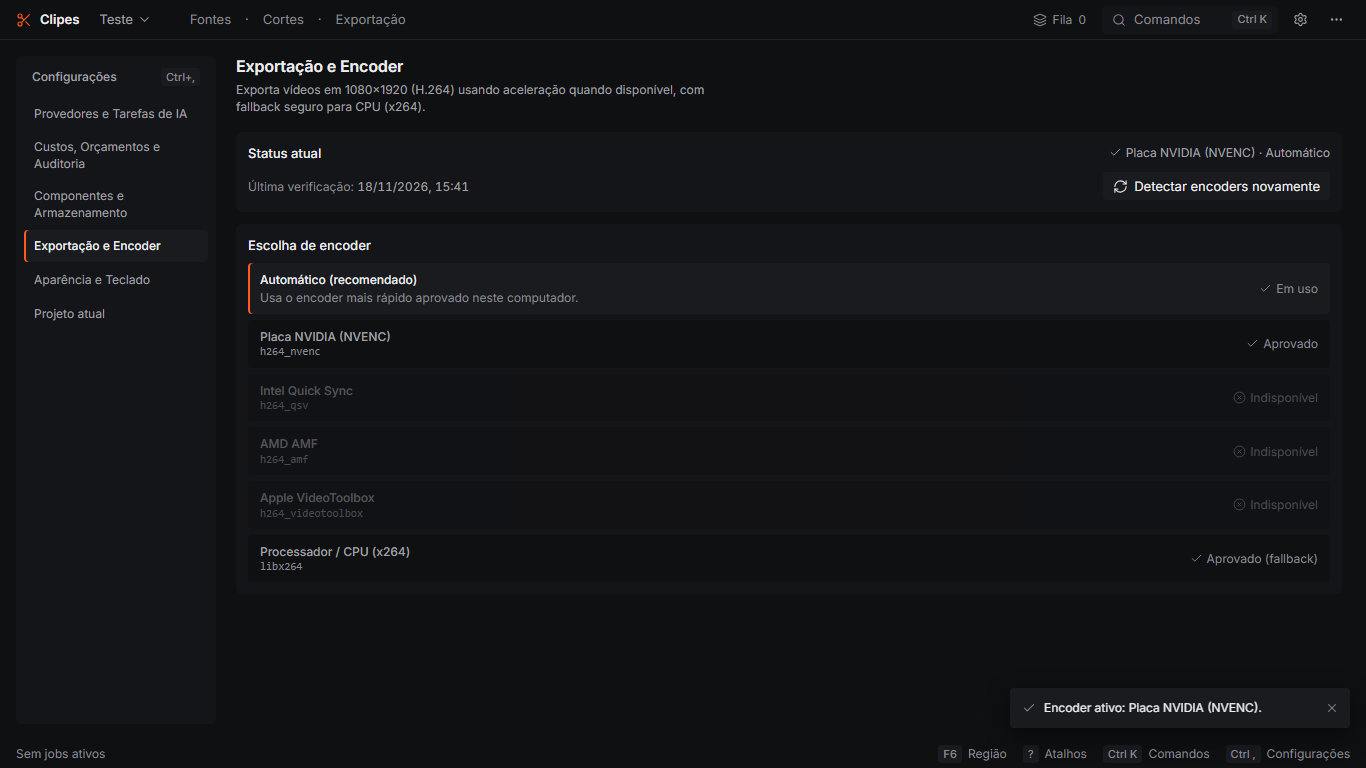 Clipes
Teste
Fontes · Cortes · Exportação
Fila 0
Comandos Ctrl K
Configurações Ctrl+,
Provedores e Tarefas de IA
Custos, Orçamentos e
Auditoria
Componentes e
Armazenamento
Exportação e Encoder
Aparência e Teclado
Projeto atual
Exportação e Encoder
Exporta vídeos em 1080×1920 (H.264) usando aceleração quando disponível, com
fallback seguro para CPU (x264).
Status atual
Placa NVIDIA (NVENC) · Automático
Última verificação: 18/11/2026, 15:41
Detectar encoders novamente
Escolha de encoder
Automático (recomendado)
Usa o encoder mais rápido aprovado neste computador.
Em uso
Placa NVIDIA (NVENC)
h264_nvenc
Aprovado
Intel Quick Sync
h264_qsv
Indisponível
AMD AMF
h264_amf
Indisponível
Apple VideoToolbox
h264_videotoolbox
Indisponível
Processador / CPU (x264)
libx264
Aprovado (fallback)
Encoder ativo: Placa NVIDIA (NVENC).
Sem jobs ativos
F6 Região ? Atalhos Ctrl K Comandos Ctrl , Configurações